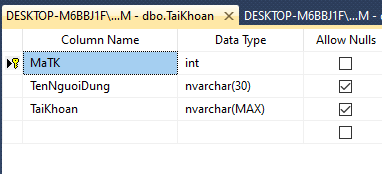 DESKTOP-M6BBJ1F\...M - dbo.TaiKhoan DESKTOP-M6BBJ1F\...M
Column Name Data Type Allow Nulls
MaTK int
TenNguoiDung nvarchar(30)
TaiKhoan nvarchar(MAX)